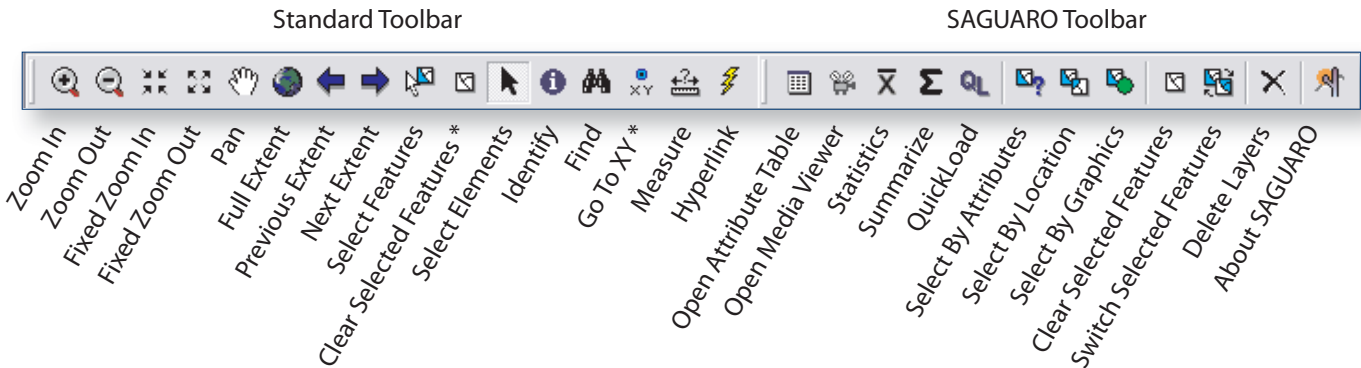 Standard Toolbar
SAGUARO Toolbar
?
XY
?
i
X
Σ
QL
?
Zoom In
Zoom Out
Fixed Zoom In
Fixed Zoom Out
Pan
Full Extent
Previous Extent
Next Extent
Select Features
Clear Selected Features *
Select Elements
Identify
Find
Go To XY *
Measure
Hyperlink
Open Attribute Table
Open Media Viewer
Statistics
Summarize
QuickLoad
Select By Attributes
Select By Location
Select By Graphics
Clear Selected Features
Switch Selected Features
Delete Layers
About SAGUARO